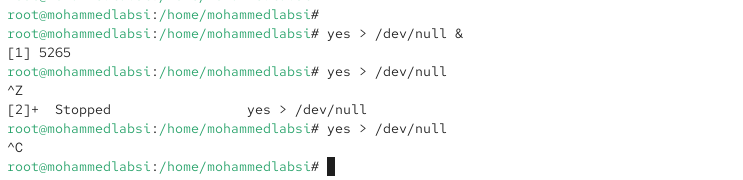 root@mohammedlabsi:/home/mohammedlabsi#
root@mohammedlabsi:/home/mohammedlabsi# yes > /dev/null &
[1] 5265
root@mohammedlabsi:/home/mohammedlabsi# yes > /dev/null
^Z
[2]+  Stopped                 yes > /dev/null
root@mohammedlabsi:/home/mohammedlabsi# yes > /dev/null
^C
root@mohammedlabsi:/home/mohammedlabsi#